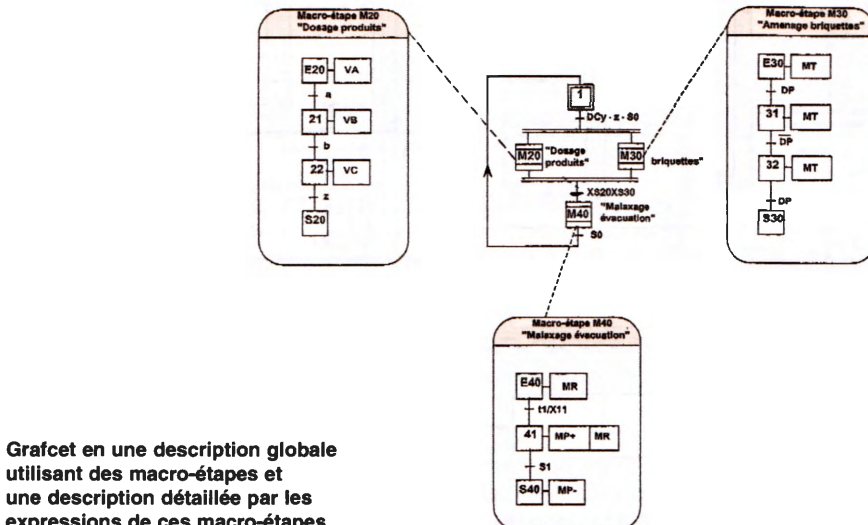 Macro-étape M20
"Dosage produits"
E20 VA
a
21 VB
b
22 VC
z
S20
1
DCy · z · S0
M20 "Dosage
produits"
M30 briquettes"
XS20XS30
M40 "Malaxage
évacuation"
S0
Macro-étape M30
"Amenage briquettes"
E30 MT
DP
31 MT
DP
32 MT
DP
S30
Macro-étape M40
"Malaxage évacuation"
E40 MR
t1/X11
41 MP+ MR
S1
S40 MP-
Grafcet en une description globale
utilisant des macro-étapes et
une description détaillée par les
expressions de ces macro-étapes